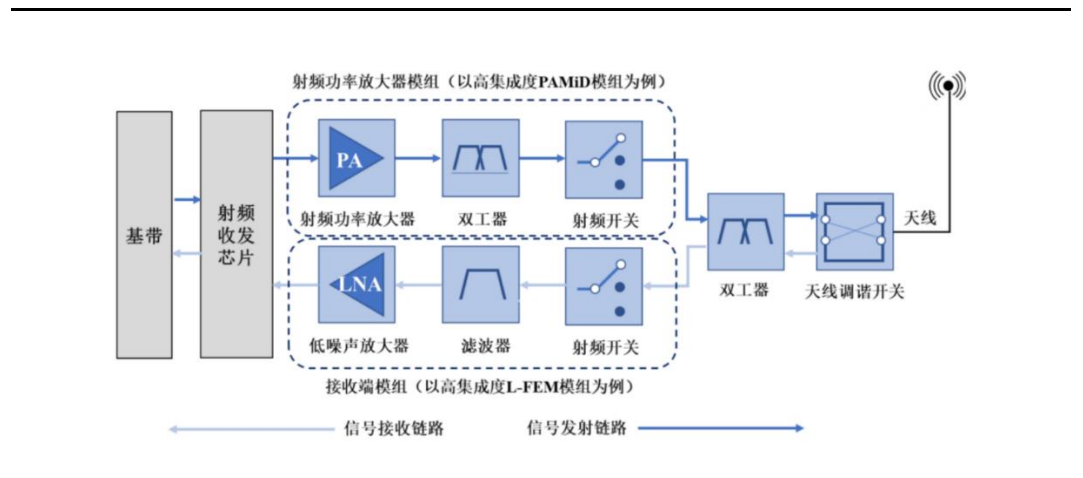 射频功率放大器模组（以高集成度PAMiD模组为例）
基带
射频
收发
芯片
PA
射频功率放大器
双工器
射频开关
LNA
低噪声放大器
滤波器
射频开关
接收端模组（以高集成度L-FEM模组为例）
双工器
天线调谐开关
天线
信号接收链路
信号发射链路